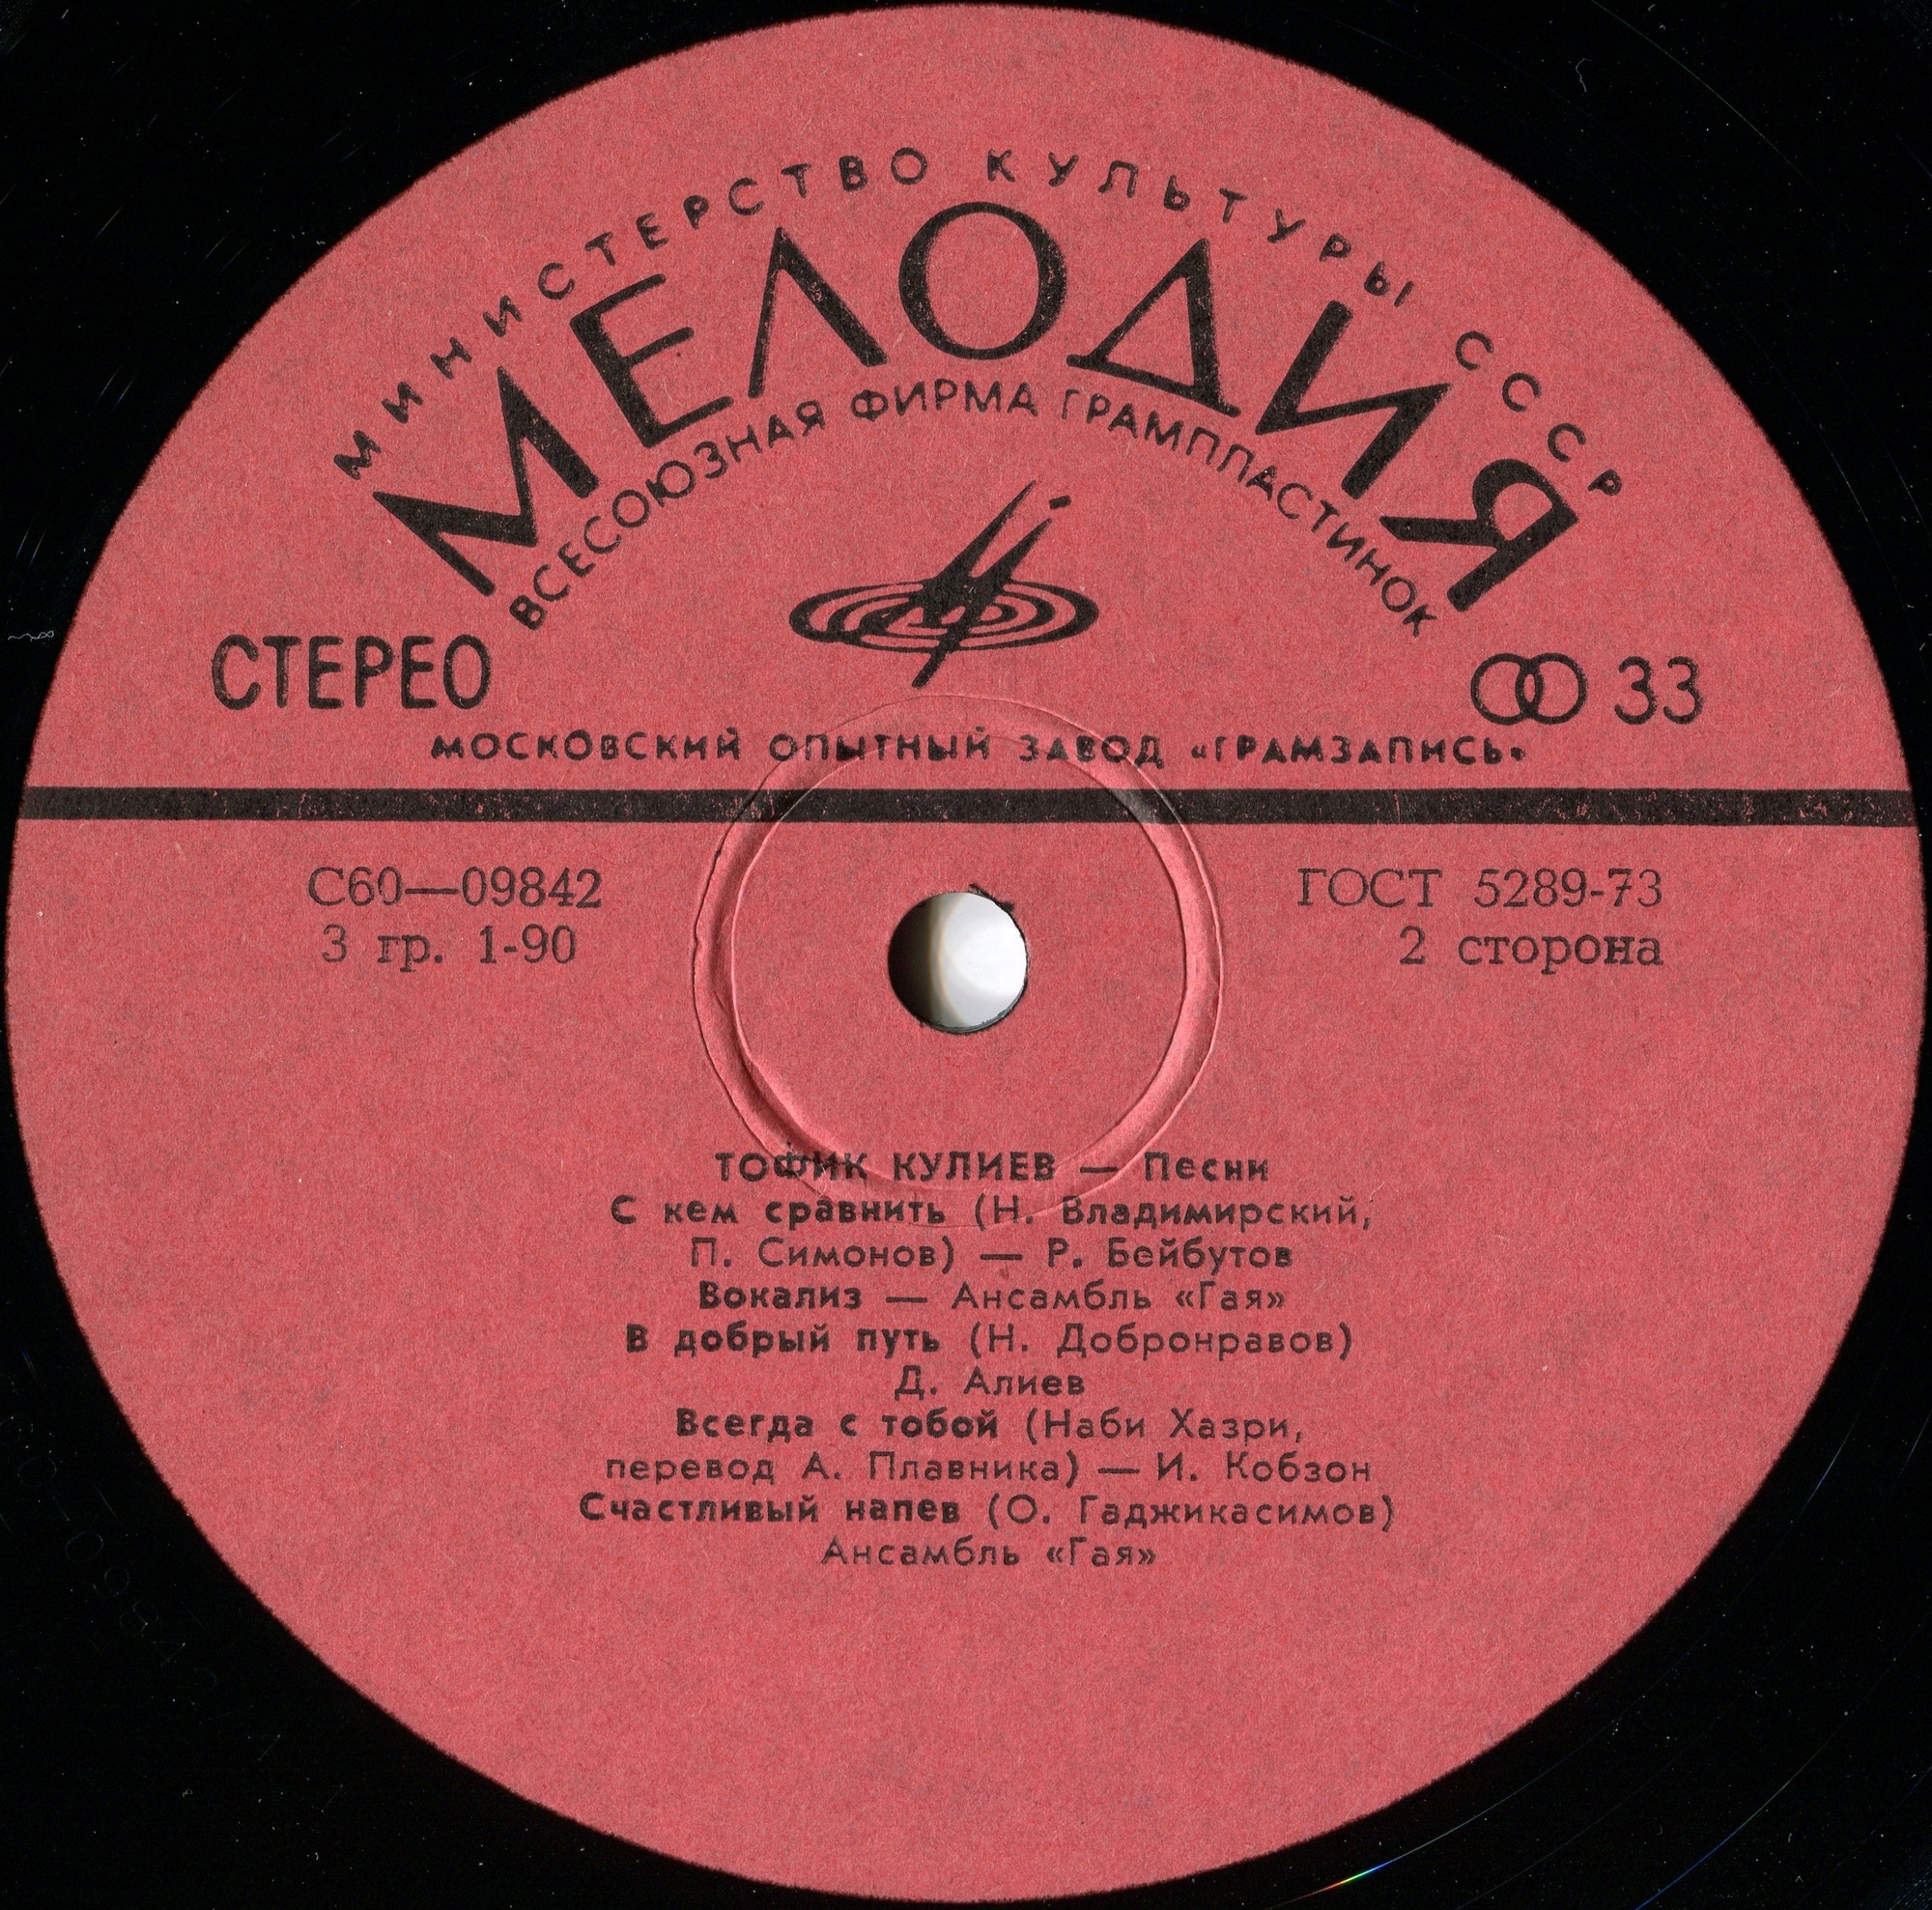 МИНИСТЕРСТВО КУЛЬТУРЫ СССР
МЕЛОДИЯ
ВСЕСОЮЗНАЯ ФИРМА ГРАМПЛАСТИНОК
СТЕРЕО
33
МОСКОВСКИЙ ОПЫТНЫЙ ЗАВОД «ГРАМЗАПИСЬ»
С60—09842
ГОСТ 5289-73
3 гр. 1-90
2 сторона
ТОФИК КУЛИЕВ — Песни
С кем сравнить (Н. Владимирский,
П. Симонов) — Р. Бейбутов
Вокализ — Ансамбль «Гая»
В добрый путь (Н. Добронравов)
Д. Алиев
Всегда с тобой (Наби Хазри,
перевод А. Плавника) — И. Кобзон
Счастливый напев (О. Гаджикасимов)
Ансамбль «Гая»